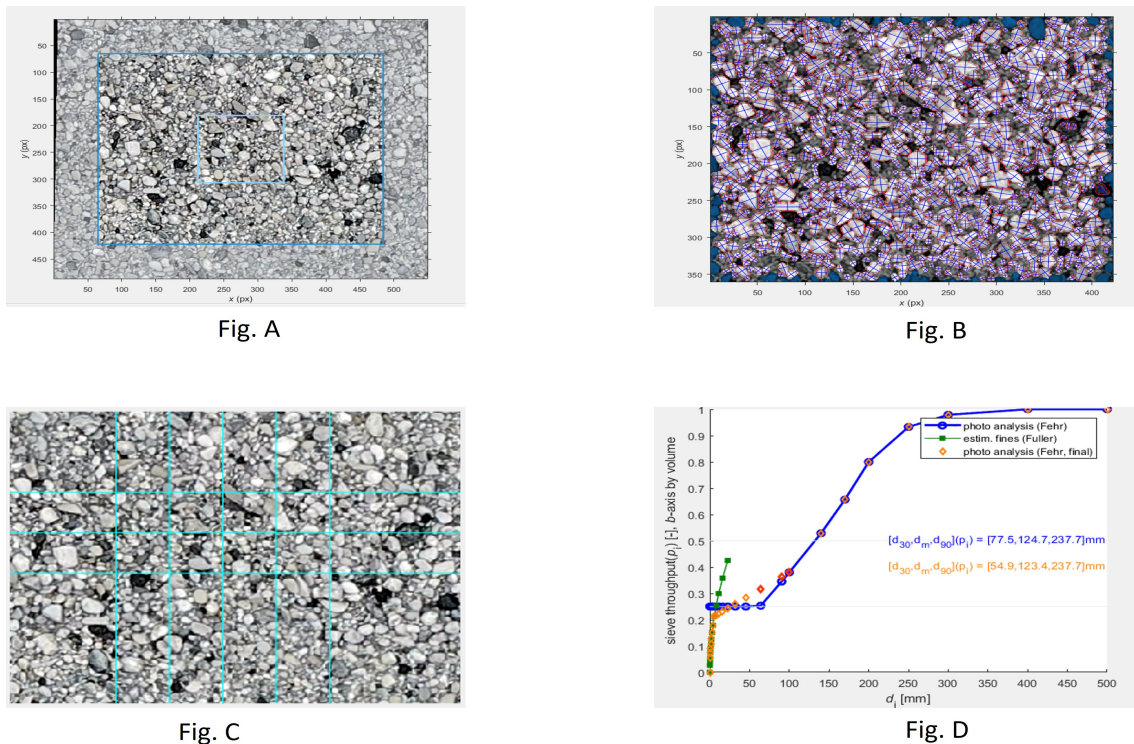 50
100
150
200
250
300
350
400
450
y (px)
50 100 150 200 250 300 350 400 450 500
x (px)
Fig. A
50
100
150
200
250
300
350
y (px)
50 100 150 200 250 300 350 400
x (px)
Fig. B
Fig. C
1
0.9
0.8
0.7
0.6
0.5
0.4
0.3
0.2
0.1
0
sieve throughput(pᵢ) [-], b-axis by volume
photo analysis (Fehr)
estim. fines (Fuller)
photo analysis (Fehr, final)
[d₃₀,dₘ,d₉₀](pᵢ) = [77.5,124.7,237.7]mm
[d₃₀,dₘ,d₉₀](pᵢ) = [54.9,123.4,237.7]mm
0 50 100 150 200 250 300 350 400 450 500
dᵢ [mm]
Fig. D